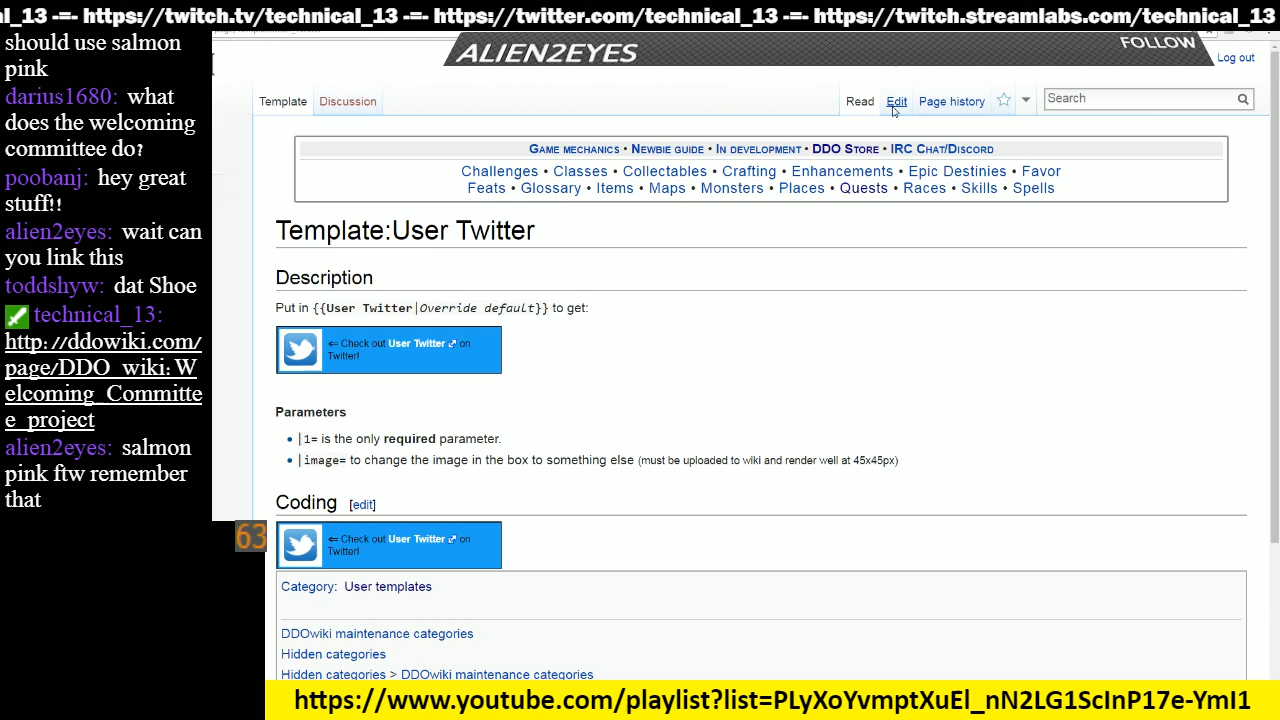 l_13 -=- https://twitch.tv/technical_13 -=- https://twitter.com/technical_13 -=- https://twitch.streamlabs.com/technical_13
should use salmon
pink
darius1680: what
does the welcoming
committee do?
poobanj: hey great
stuff!!
alien2eyes: wait can
you link this
toddshyw: dat Shoe
technical_13:
http://ddowiki.com/
page/DDO_wiki:W
elcoming_Committe
e_project
alien2eyes: salmon
pink ftw remember
that
63
ALIEN2EYES
FOLLOW
Log out
Template Discussion Read Edit Page history Search
Game mechanics • Newbie guide • In development • DDO Store • IRC Chat/Discord
Challenges • Classes • Collectables • Crafting • Enhancements • Epic Destinies • Favor
Feats • Glossary • Items • Maps • Monsters • Places • Quests • Races • Skills • Spells
Template:User Twitter
Description
Put in {{User Twitter|Override default}} to get:
⇐ Check out User Twitter on
Twitter!
Parameters
• |1= is the only required parameter.
• |image= to change the image in the box to something else (must be uploaded to wiki and render well at 45x45px)
Coding [edit]
⇐ Check out User Twitter on
Twitter!
Category: User templates
DDOwiki maintenance categories
Hidden categories
Hidden categories > DDOwiki maintenance categories
https://www.youtube.com/playlist?list=PLyXoYvmptXuEl_nN2LG1ScInP17e-YmI1